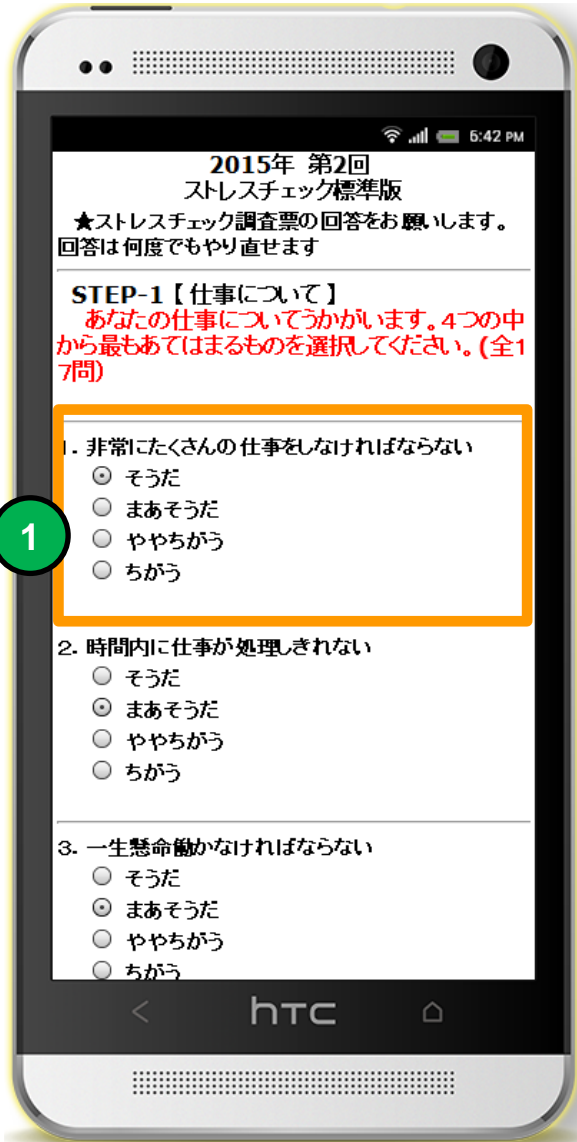 6:42 PM
2015年 第2回
ストレスチェック標準版
★ストレスチェック調査票の回答をお願いします。
回答は何度でもやり直せます
STEP-1【仕事について】
あなたの仕事についてうかがいます。4つの中
から最もあてはまるものを選択してください。(全1
7問)
1. 非常にたくさんの仕事をしなければならない
そうだ
まあそうだ
1
ややちがう
ちがう
2. 時間内に仕事が処理しきれない
そうだ
まあそうだ
ややちがう
ちがう
3. 一生懸命働かなければならない
そうだ
まあそうだ
ややちがう
ちがう
hTC